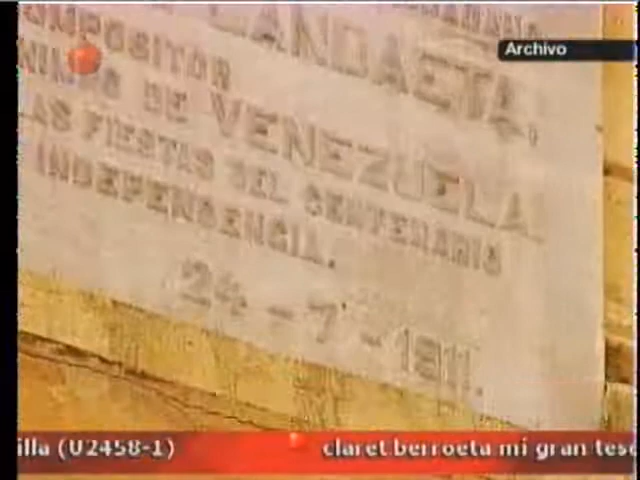 Archivo
LANDAETA,
COMPOSITOR
DE VENEZUELA.
LAS FIESTAS DEL CENTENARIO
INDEPENDENCIA.
24-7-1911.
illa (U2458-1) claret berroeta mi gran teso